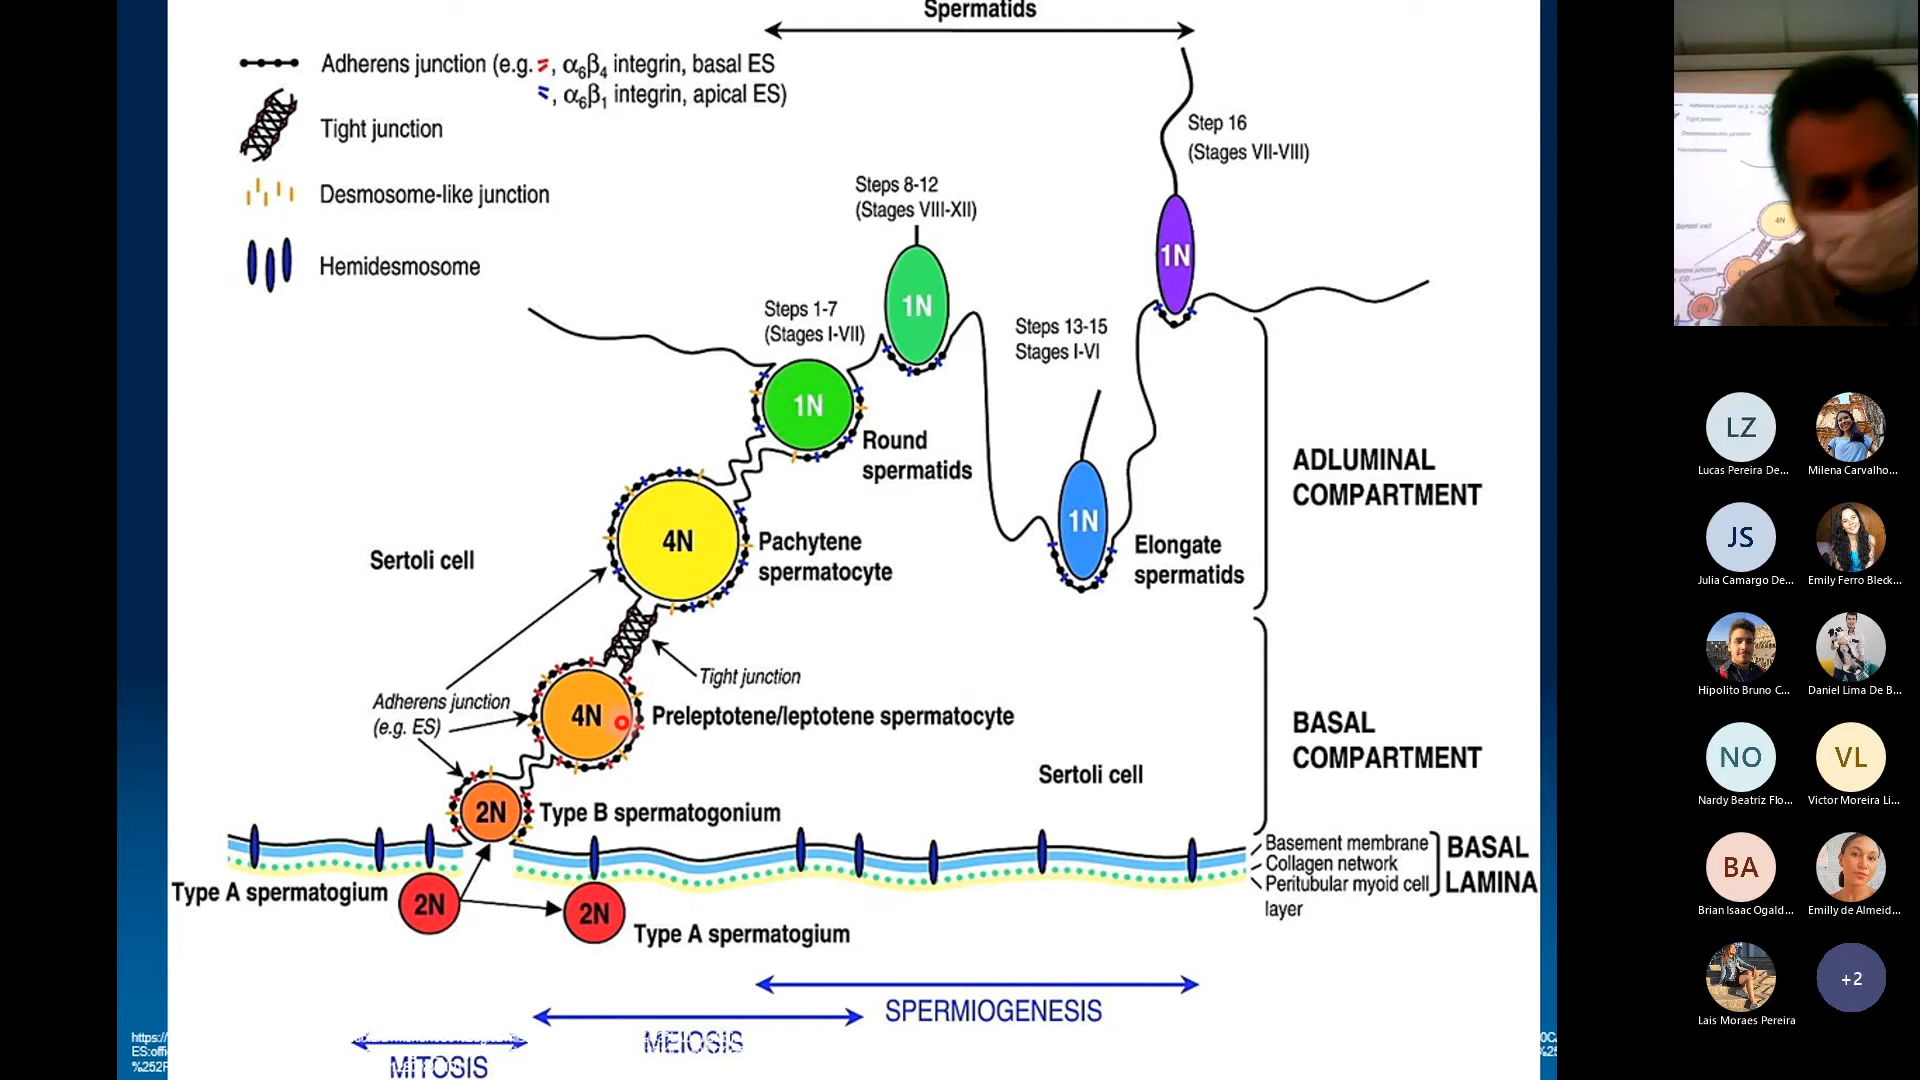 Spermatids
Adherens junction (e.g. , α6β4 integrin, basal ES
, α6β1 integrin, apical ES)
Tight junction
Desmosome-like junction
Hemidesmosome
Step 16
(Stages VII-VIII)
Steps 8-12
(Stages VIII-XII)
Steps 1-7
(Stages I-VII)
Steps 13-15
Stages I-VI
1N
1N
1N
1N
Round
spermatids
4N
Pachytene
spermatocyte
Elongate
spermatids
Sertoli cell
ADLUMINAL
COMPARTMENT
Tight junction
Adherens junction
(e.g. ES)
4N
Preleptotene/leptotene spermatocyte
BASAL
COMPARTMENT
Sertoli cell
2N
Type B spermatogonium
Basement membrane
Collagen network
Peritubular myoid cell
layer
BASAL
LAMINA
Type A spermatogium
2N
2N
Type A spermatogium
SPERMIOGENESIS
MEIOSIS
MITOSIS
https:/
ES:offi
%252F
LZ
Lucas Pereira De...
Milena Carvalho...
JS
Julia Camargo De...
Emily Ferro Bleck...
Hipolito Bruno C...
Daniel Lima De B...
NO
Nardy Beatriz Flo...
VL
Victor Moreira Li...
BA
Brian Isaac Ogald...
Emilly de Almeid...
Lais Moraes Pereira
+2